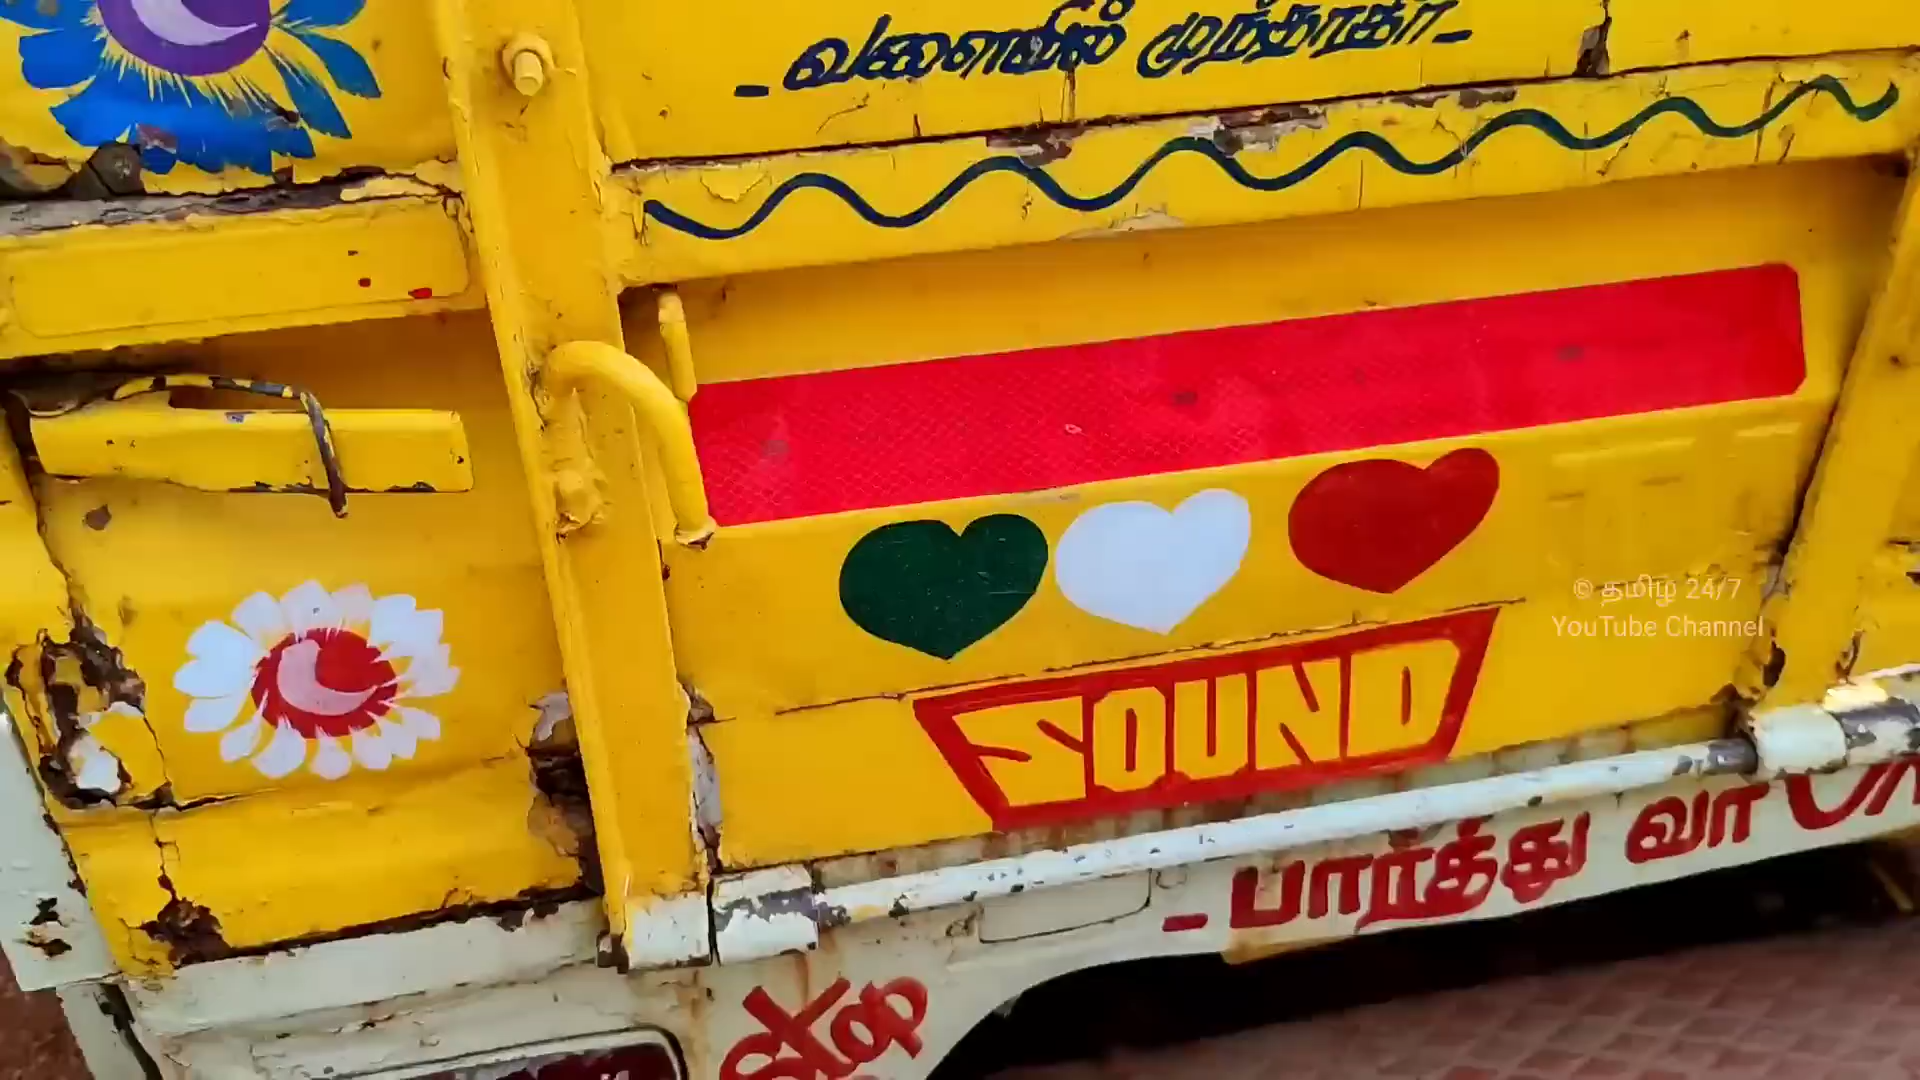 - வளைவில் முந்தாதீர் -
© தமிழ் 24/7
YouTube Channel
SOUND
- பார்த்து வா